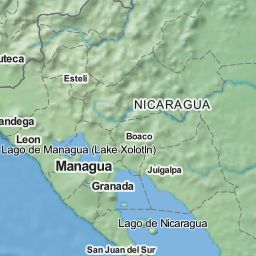 uteca
Esteli
NICARAGUA
andega
Boaco
Leon
Lago de Managua (Lake Xolotln)
Managua
Juigalpa
Granada
Lago de Nicaragua
San Juan del Sur